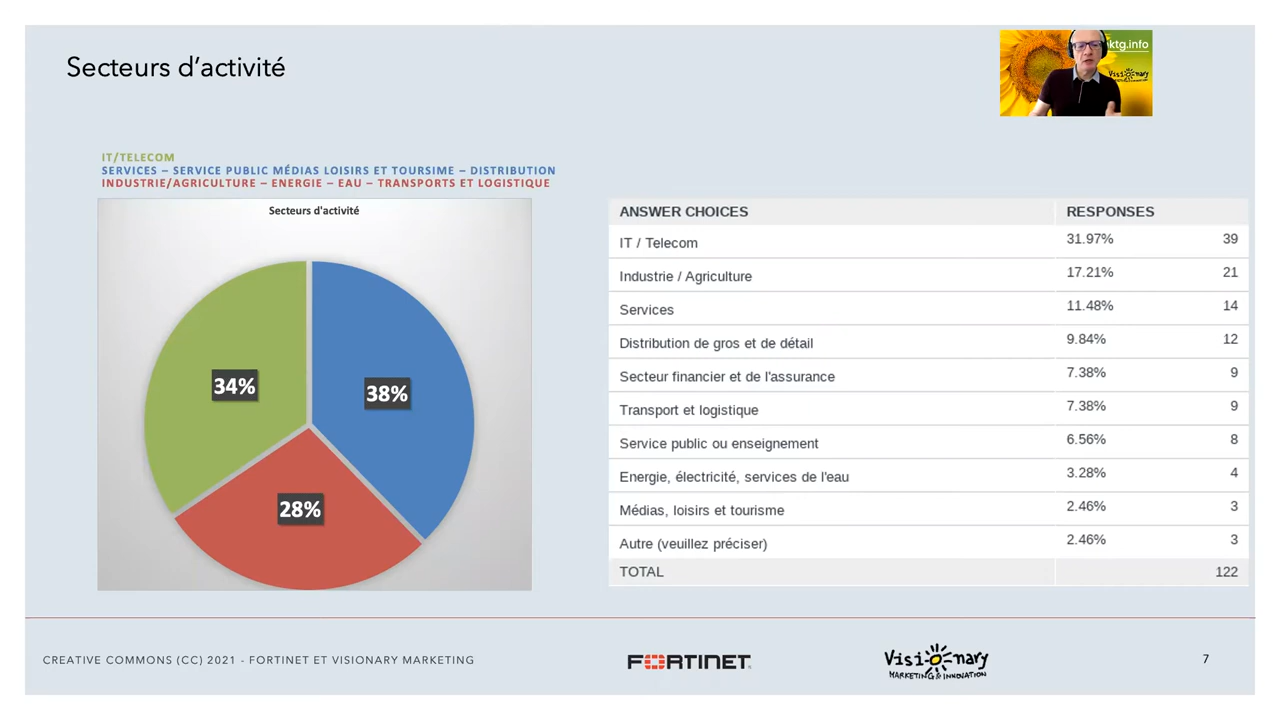 Secteurs d’activité
ktg.info
Visionary
IT/TELECOM
SERVICES – SERVICE PUBLIC MÉDIAS LOISIRS ET TOURSIME – DISTRIBUTION
INDUSTRIE/AGRICULTURE – ENERGIE – EAU – TRANSPORTS ET LOGISTIQUE
Secteurs d'activité
34%
38%
28%
ANSWER CHOICES RESPONSES
IT / Telecom 31.97% 39
Industrie / Agriculture 17.21% 21
Services 11.48% 14
Distribution de gros et de détail 9.84% 12
Secteur financier et de l'assurance 7.38% 9
Transport et logistique 7.38% 9
Service public ou enseignement 6.56% 8
Energie, électricité, services de l'eau 3.28% 4
Médias, loisirs et tourisme 2.46% 3
Autre (veuillez préciser) 2.46% 3
TOTAL 122
CREATIVE COMMONS (CC) 2021 - FORTINET ET VISIONARY MARKETING
FORTINET
Visionary
MARKETING & INNOVATION
7